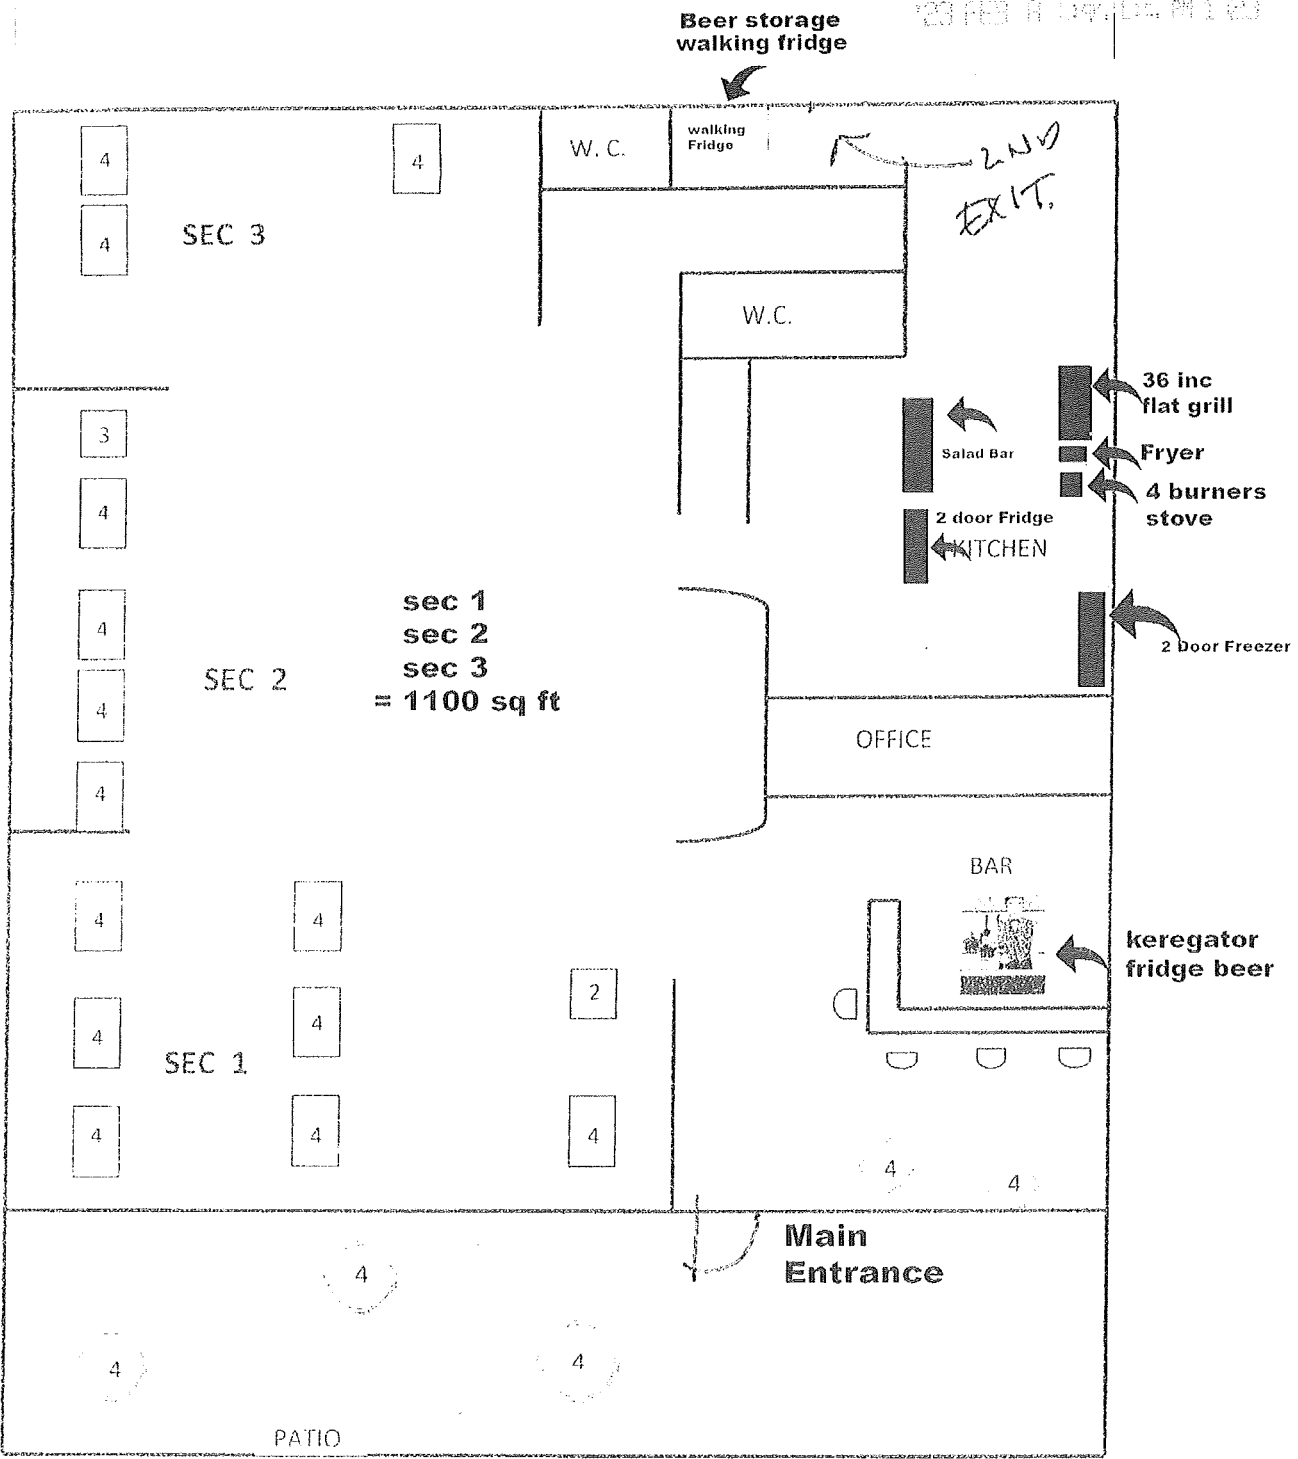 Beer storage
walking fridge
W. C.
walking
Fridge
2ND
EXIT.
4
4
4
SEC 3
W.C.
36 inc
flat grill
Salad Bar
Fryer
4 burners
stove
2 door Fridge
KITCHEN
3
4
4
4
4
SEC 2
sec 1
sec 2
sec 3
= 1100 sq ft
2 Door Freezer
OFFICE
BAR
keregator
fridge beer
4
4
2
4
4
SEC 1
4
4
4
4
4
Main
Entrance
4
4
4
PATIO